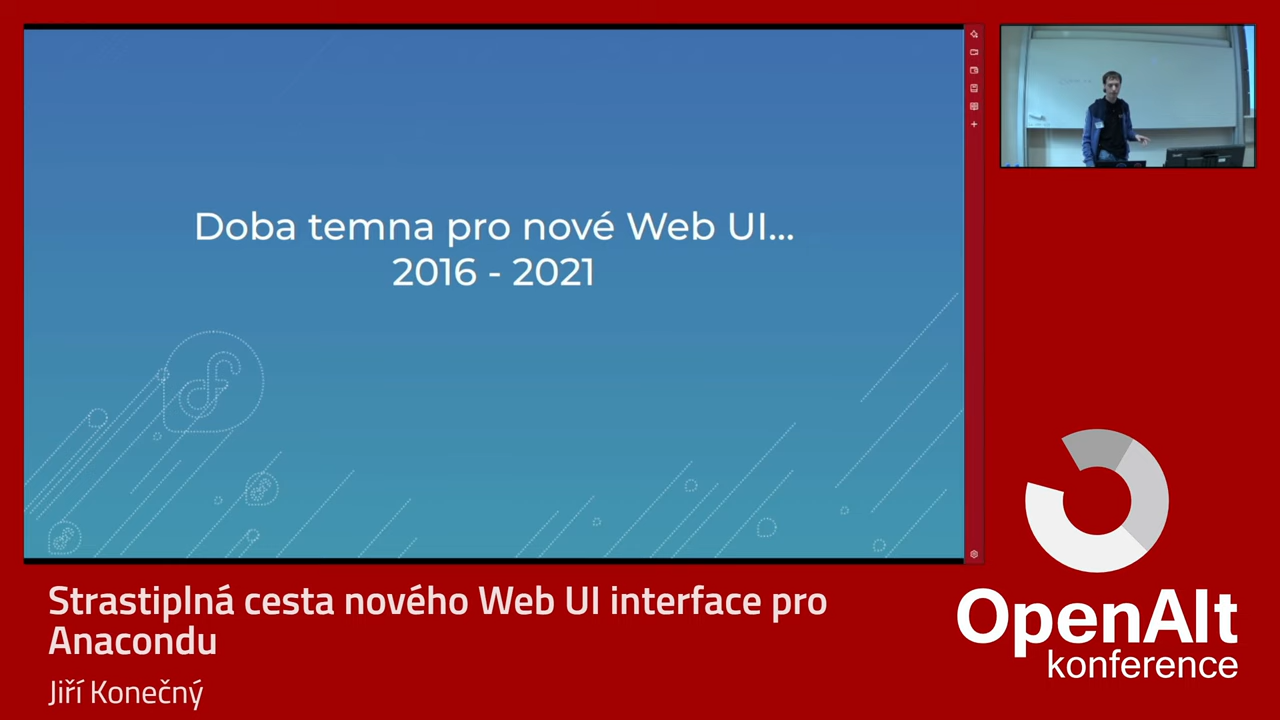 Doba temna pro nové Web UI...
2016 - 2021
Strastiplná cesta nového Web UI interface pro
Anacondu
Jiří Konečný
OpenAlt
konference